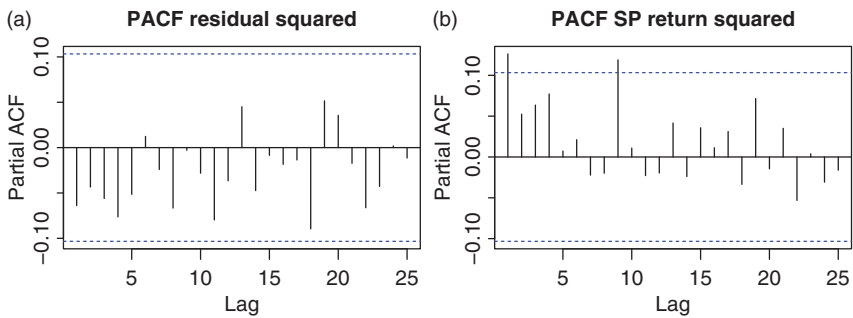 (a)
PACF residual squared
Partial ACF
0.10
0.00
−0.10
5
10
15
20
25
Lag
(b)
PACF SP return squared
Partial ACF
0.10
0.00
−0.10
5
10
15
20
25
Lag